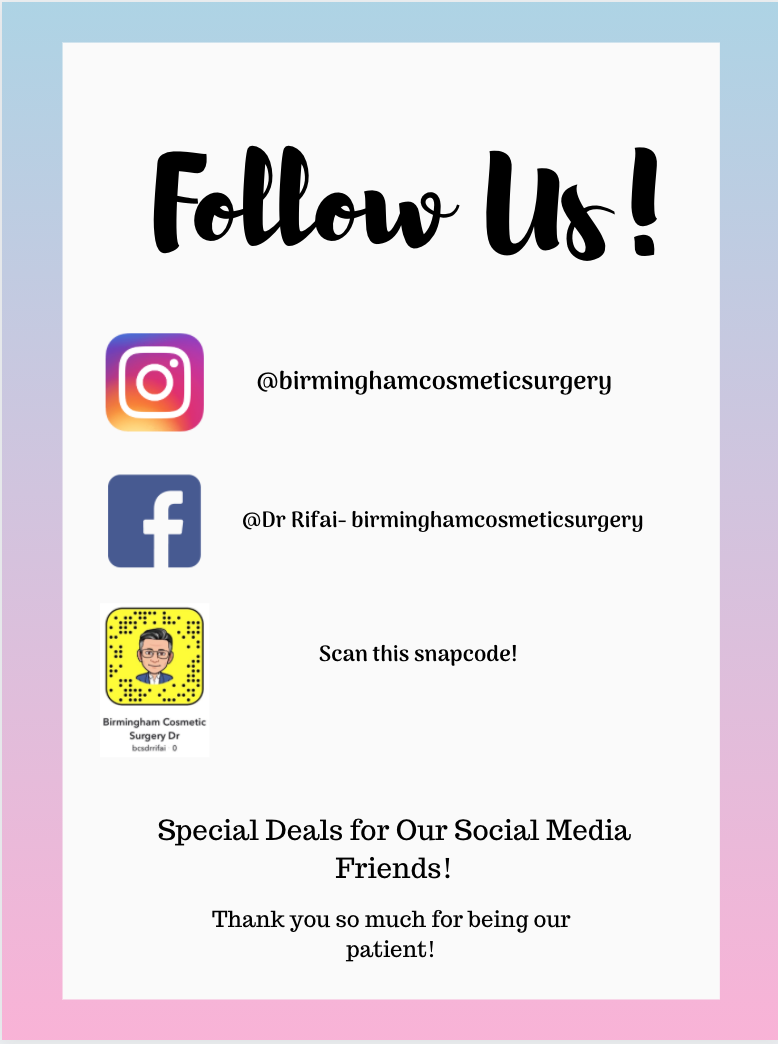 Follow Us!
@birminghamcosmeticsurgery
@Dr Rifai- birminghamcosmeticsurgery
Scan this snapcode!
Birmingham Cosmetic
Surgery Dr
bcsdrrifai 0
Special Deals for Our Social Media
Friends!
Thank you so much for being our
patient!